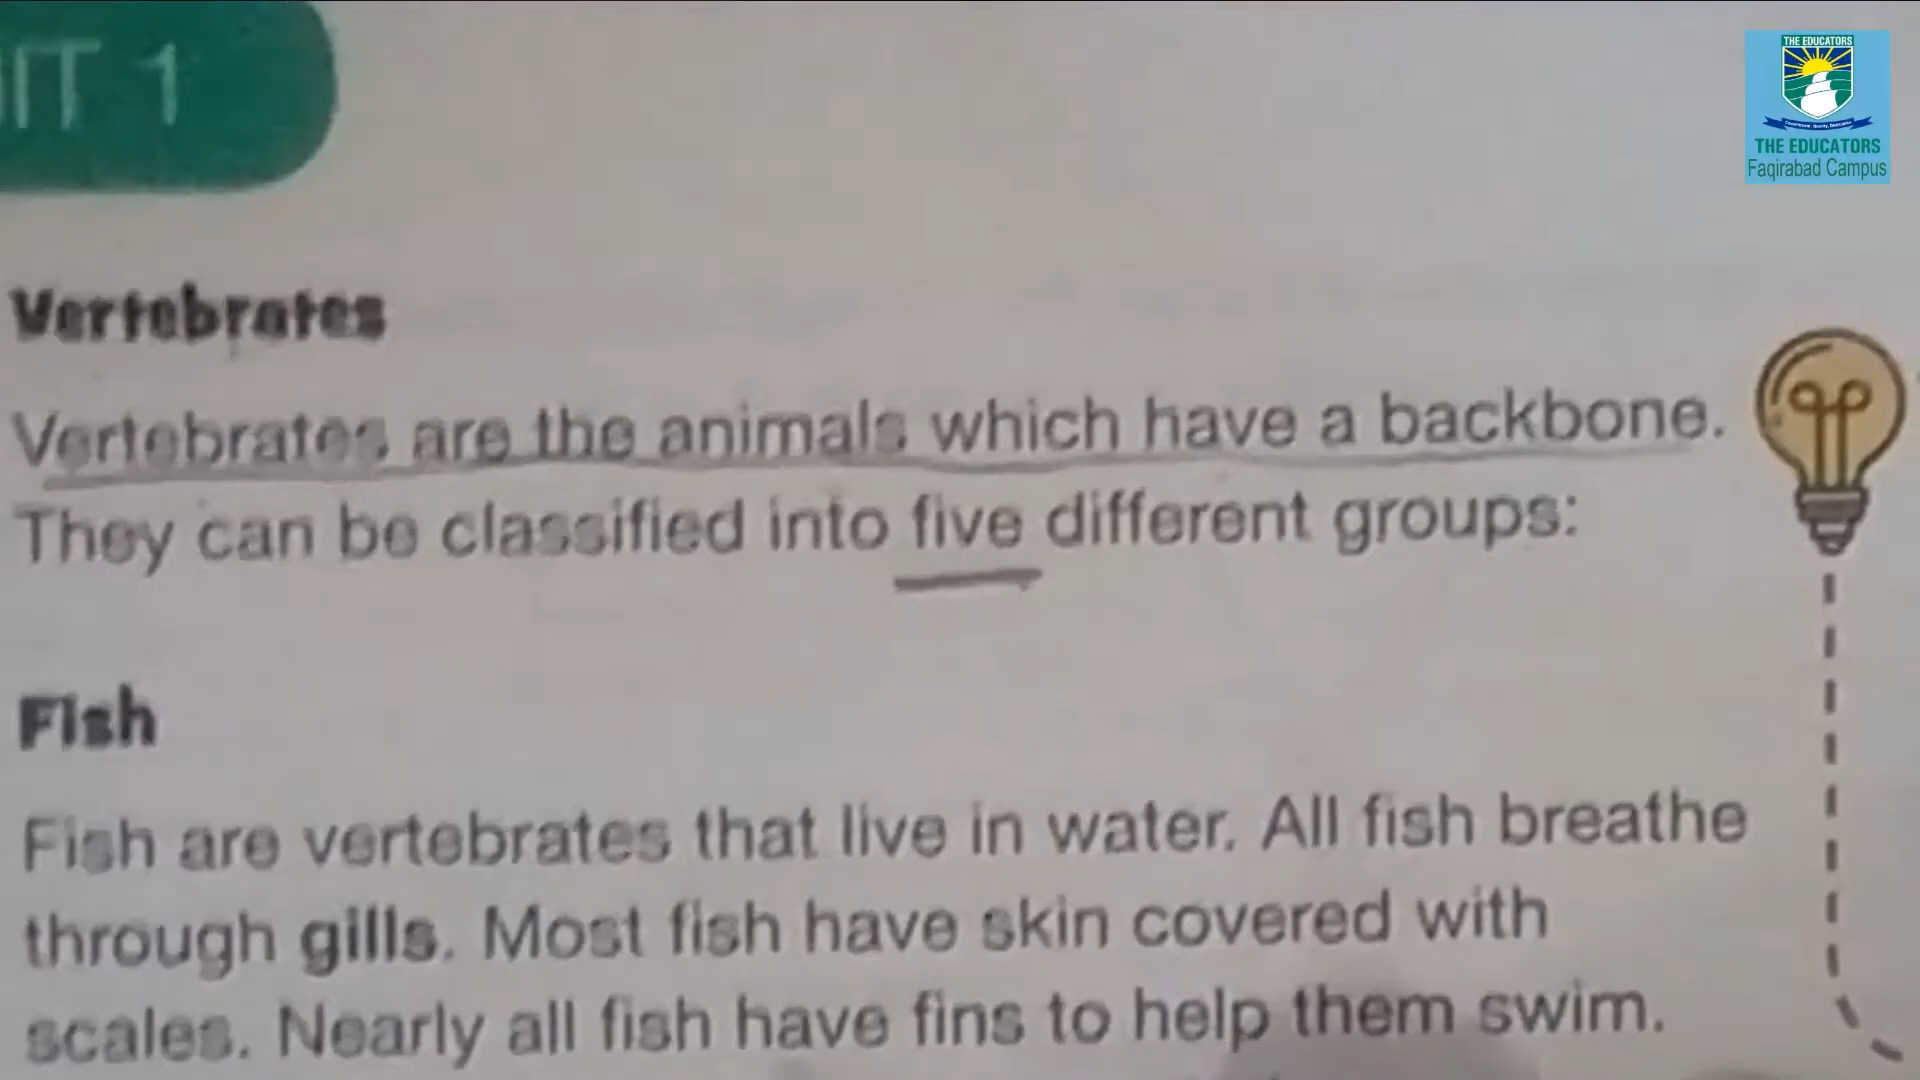 IT 1
THE EDUCATORS
THE EDUCATORS
Faqirabad Campus
Vertebrates
Vertebrates are the animals which have a backbone.
They can be classified into five different groups:
Fish
Fish are vertebrates that live in water. All fish breathe
through gills. Most fish have skin covered with
scales. Nearly all fish have fins to help them swim.